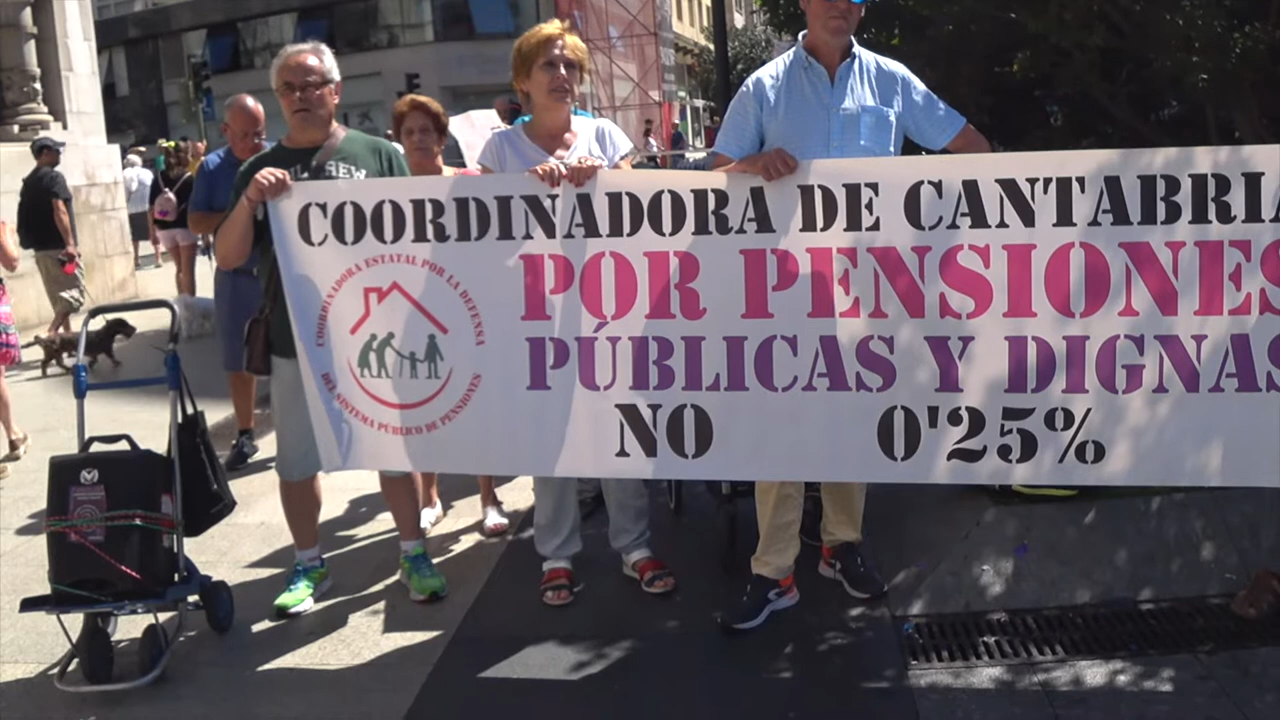 COORDINADORA DE CANTABRIA
POR PENSIONES
PÚBLICAS Y DIGNAS
NO 0'25%
COORDINADORA ESTATAL POR LA DEFENSA
DEL SISTEMA PÚBLICO DE PENSIONES